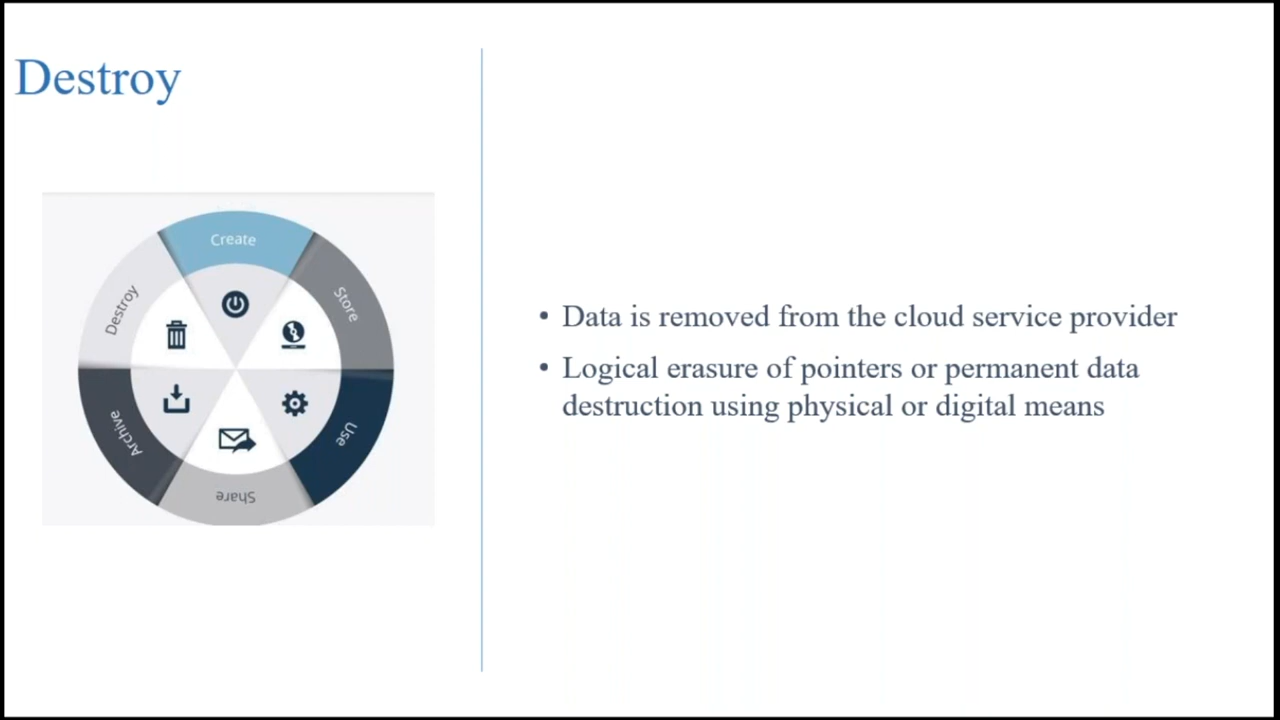 Destroy
Create
Store
Use
Share
Archive
Destroy
• Data is removed from the cloud service provider
• Logical erasure of pointers or permanent data
destruction using physical or digital means